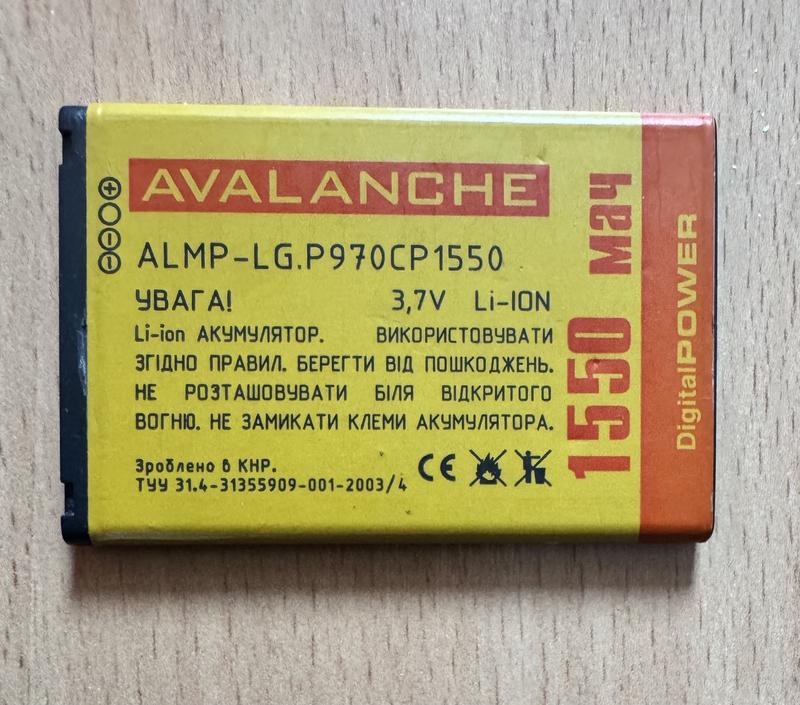 AVALANCHE
ALMP-LG.P970CP1550
УВАГА! 3,7V Li-ION
Li-ion АКУМУЛЯТОР. ВИКОРИСТОВУВАТИ
ЗГІДНО ПРАВИЛ. БЕРЕГТИ ВІД ПОШКОДЖЕНЬ.
НЕ РОЗТАШОВУВАТИ БІЛЯ ВІДКРИТОГО
ВОГНЮ. НЕ ЗАМИКАТИ КЛЕМИ АКУМУЛЯТОРА.
Зроблено в КНР.
ТУУ 31.4-31355909-001-2003/4
CE
1550 мАч
DigitalPOWER